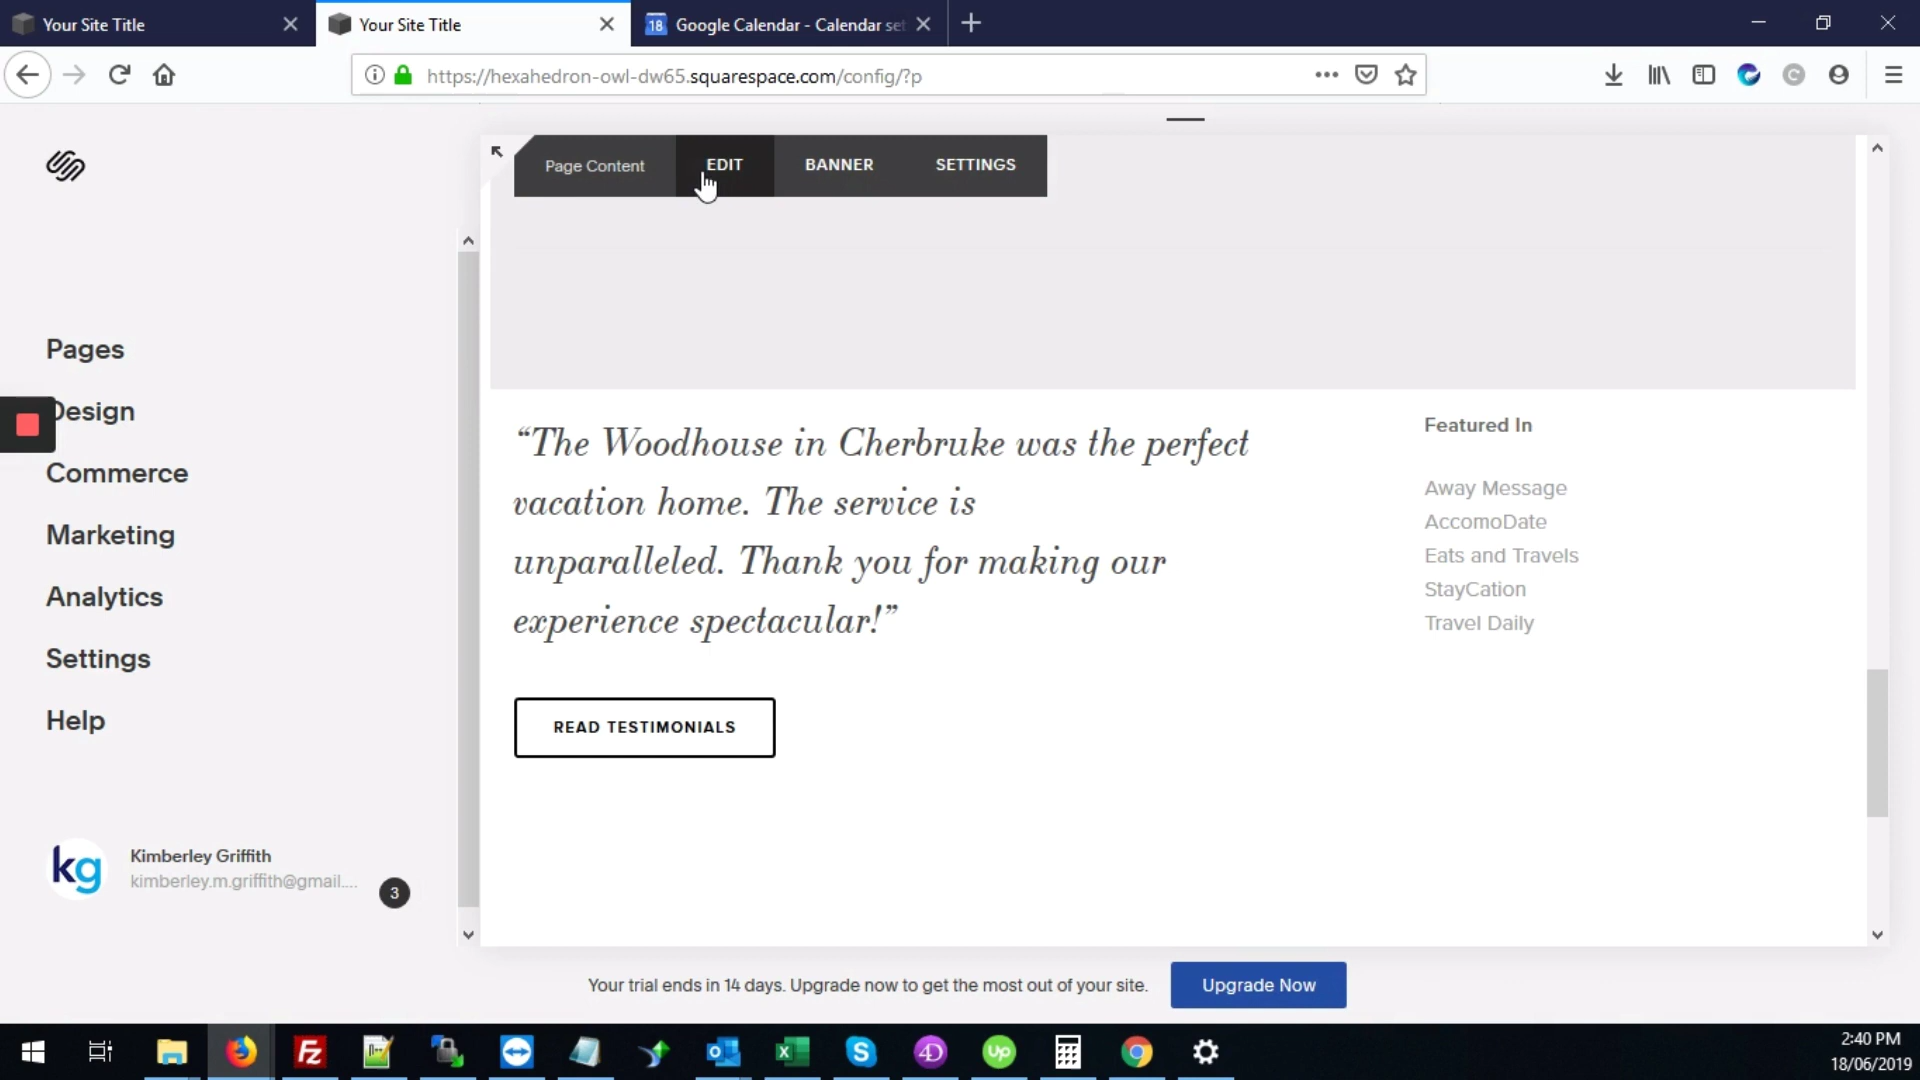 Your Site Title
Your Site Title
18 Google Calendar - Calendar se
https://hexahedron-owl-dw65.squarespace.com/config/?p
Page Content EDIT BANNER SETTINGS
Pages
Design
Commerce
Marketing
Analytics
Settings
Help
kg
Kimberley Griffith
kimberley.m.griffith@gmail....
3
“The Woodhouse in Cherbruke was the perfect
vacation home. The service is
unparalleled. Thank you for making our
experience spectacular!”
READ TESTIMONIALS
Featured In
Away Message
AccomoDate
Eats and Travels
StayCation
Travel Daily
Your trial ends in 14 days. Upgrade now to get the most out of your site. Upgrade Now
2:40 PM
18/06/2019